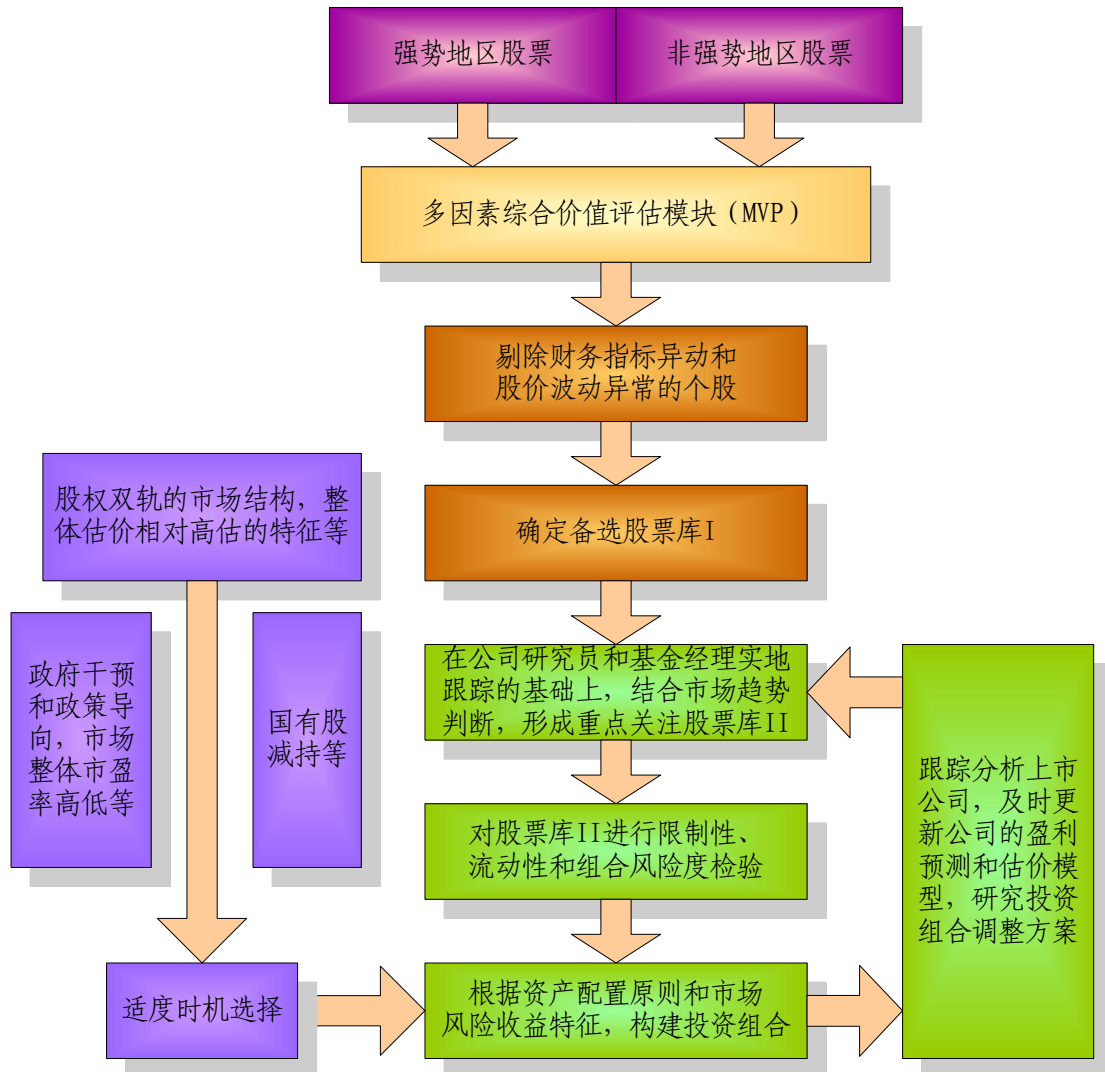 强势地区股票
非强势地区股票
多因素综合价值评估模块（MVP）
剔除财务指标异动和
股价波动异常的个股
股权双轨的市场结构，整
体估价相对高估的特征等
确定备选股票库I
政府干预
和政策导
向，市场
整体市盈
率高低等
国有股
减持等
在公司研究员和基金经理实地
跟踪的基础上，结合市场趋势
判断，形成重点关注股票库II
对股票库II进行限制性、
流动性和组合风险度检验
跟踪分析上市
公司，及时更
新公司的盈利
预测和估价模
型，研究投资
组合调整方案
适度时机选择
根据资产配置原则和市场
风险收益特征，构建投资组合